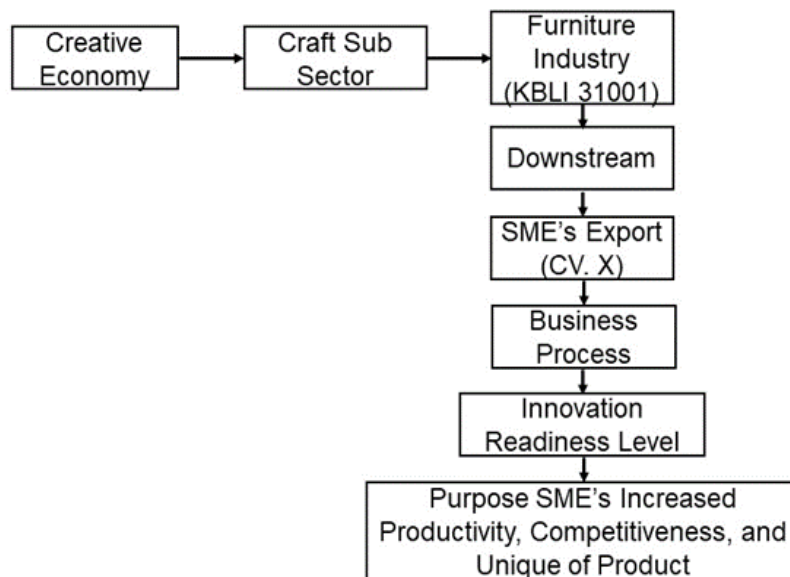 Creative
Economy
Craft Sub
Sector
Furniture
Industry
(KBLI 31001)
Downstream
SME's Export
(CV. X)
Business
Process
Innovation
Readiness Level
Purpose SME's Increased
Productivity, Competitiveness, and
Unique of Product